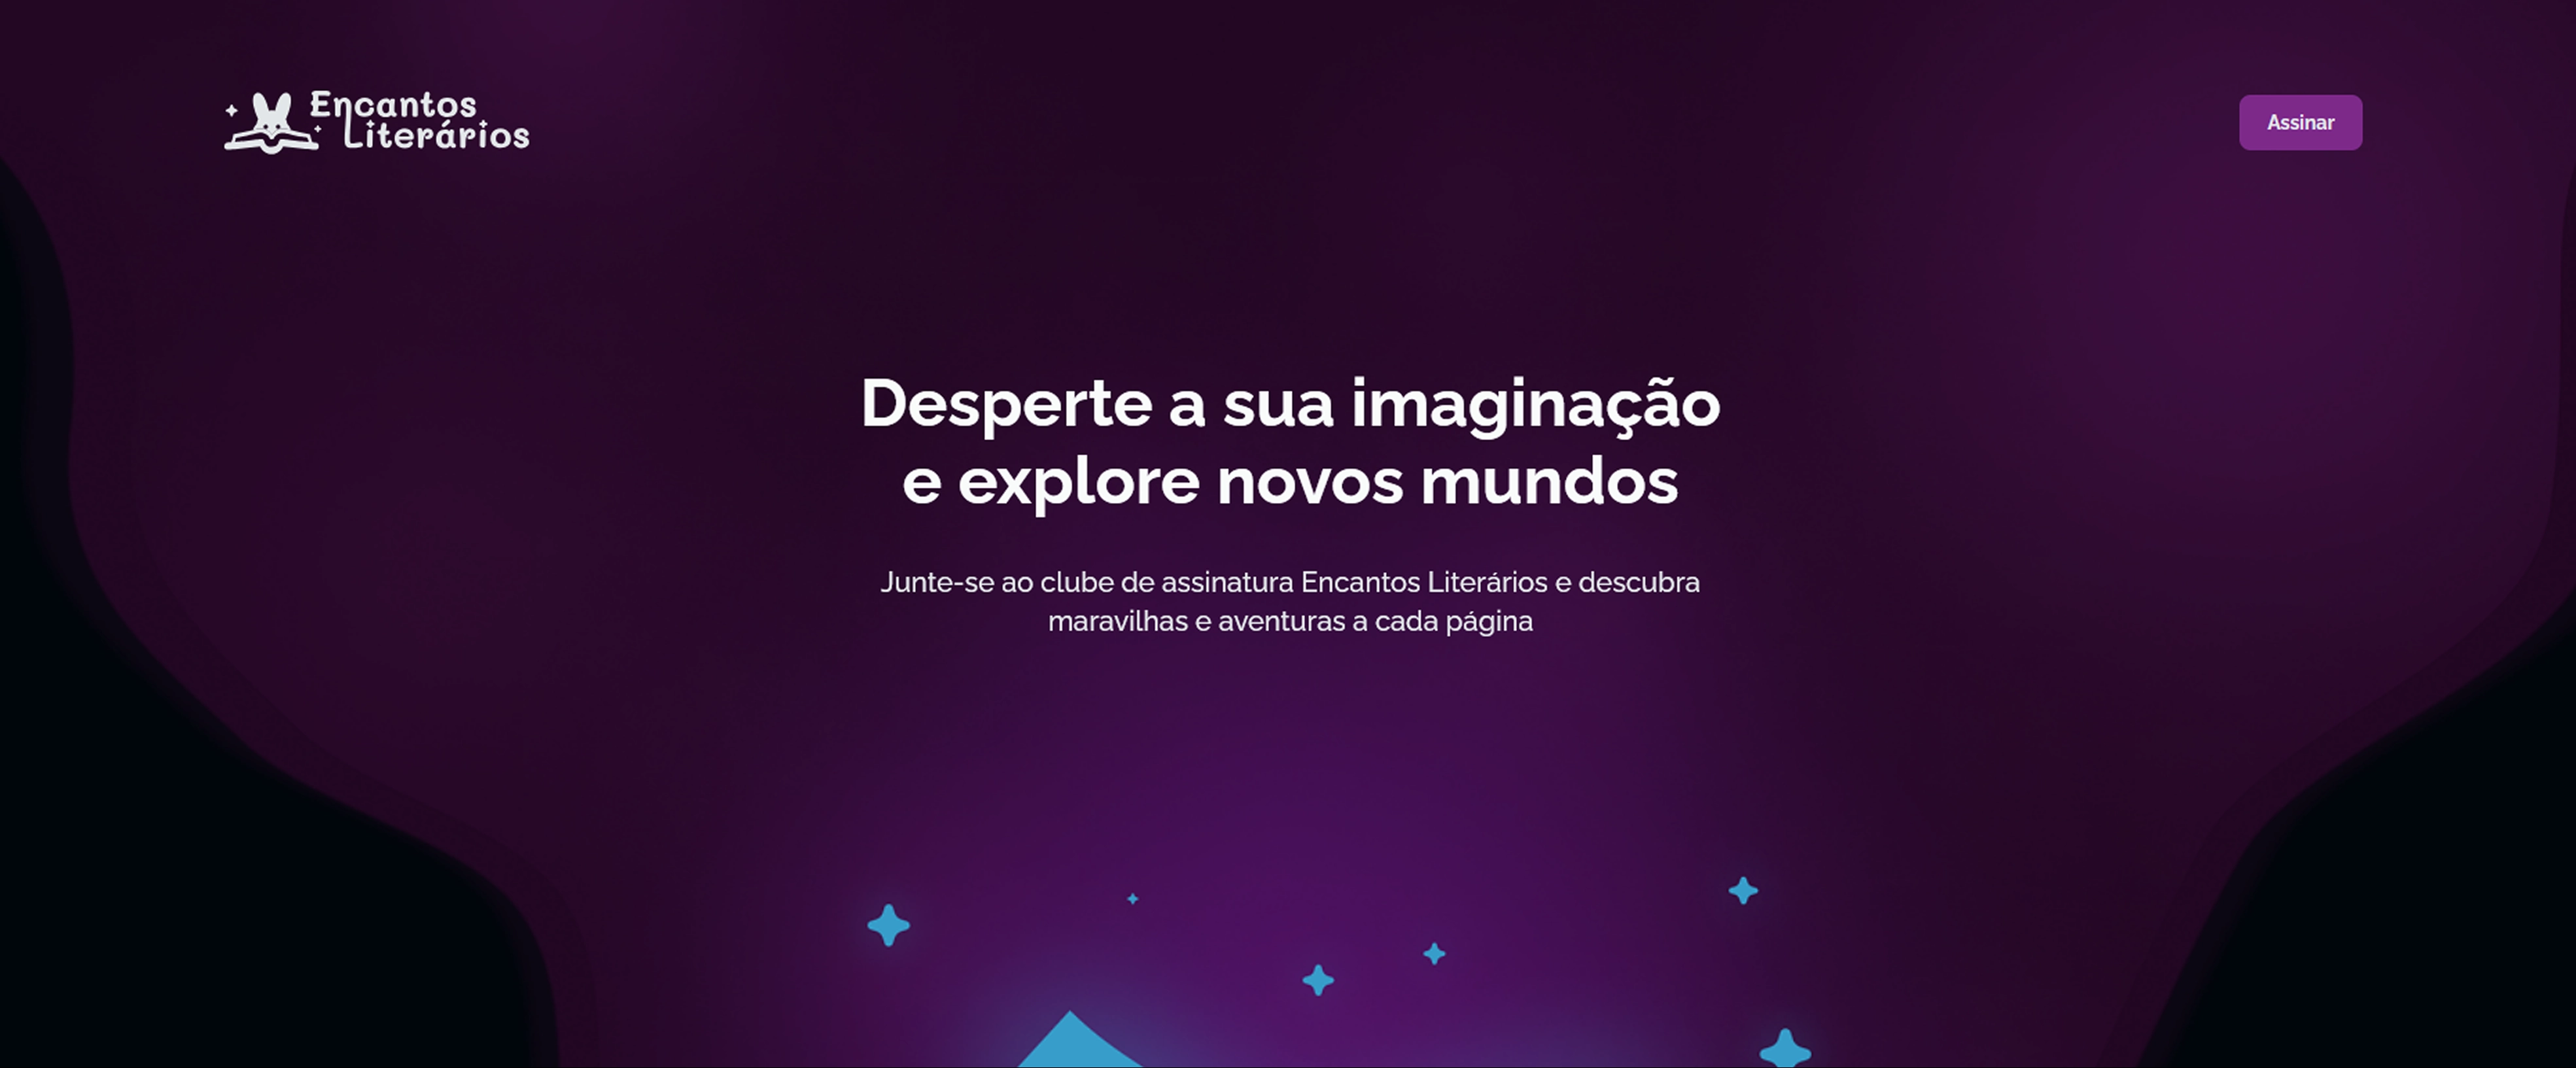 Encantos
Literários
Assinar
Desperte a sua imaginação
e explore novos mundos
Junte-se ao clube de assinatura Encantos Literários e descubra
maravilhas e aventuras a cada página